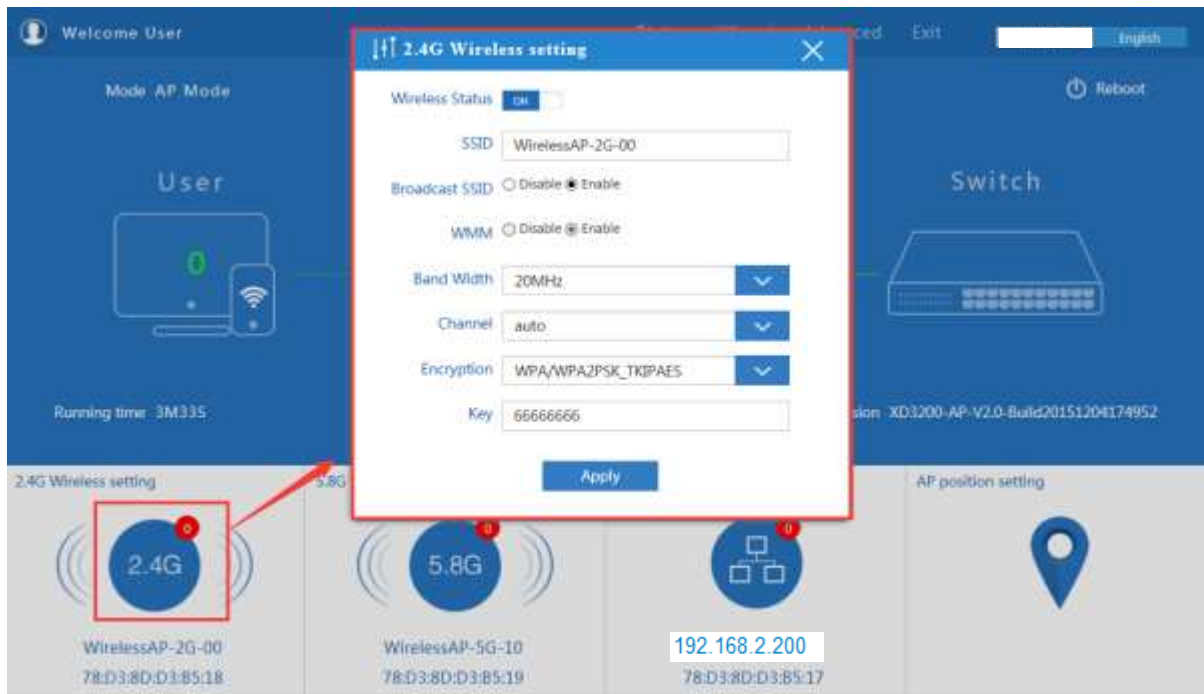 Welcome User
Exit
English
2.4G Wireless setting
Mode AP Mode
Reboot
Wireless Status ON
SSID WirelessAP-2G-00
User
Switch
Broadcast SSID Disable Enable
WMM Disable Enable
0
Band Width 20MHz
Channel auto
Encryption WPA/WPA2PSK_TKIPAES
Key 66666666
Running time 3M33S
XD3200-AP-V2.0-Build20151204174952
Apply
2.4G Wireless setting
5.8G
AP position setting
0
0
0
2.4G
5.8G
WirelessAP-2G-00
WirelessAP-5G-10
192.168.2.200
78:D3:8D:D3:B5:18
78:D3:8D:D3:B5:19
78:D3:8D:D3:B5:17